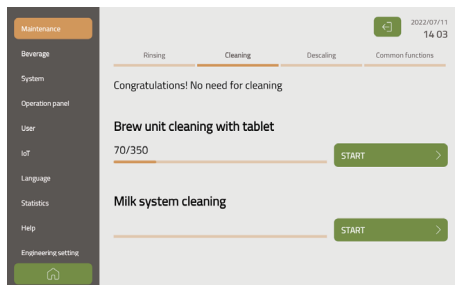 Maintenance
Beverage
System
Operation panel
User
IoT
Language
Statistics
Help
Engineering setting
2022/07/11
14 03
Rinsing Cleaning Descaling Common functions
Congratulations! No need for cleaning
Brew unit cleaning with tablet
70/350
START
Milk system cleaning
START